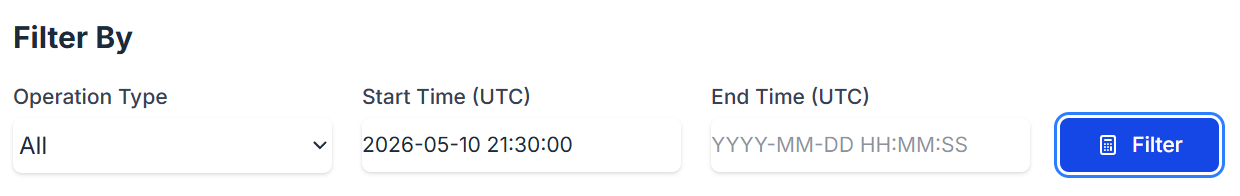 Filter By
Operation Type
Start Time (UTC)
End Time (UTC)
All
2026-05-10 21:30:00
YYYY-MM-DD HH:MM:SS
Filter